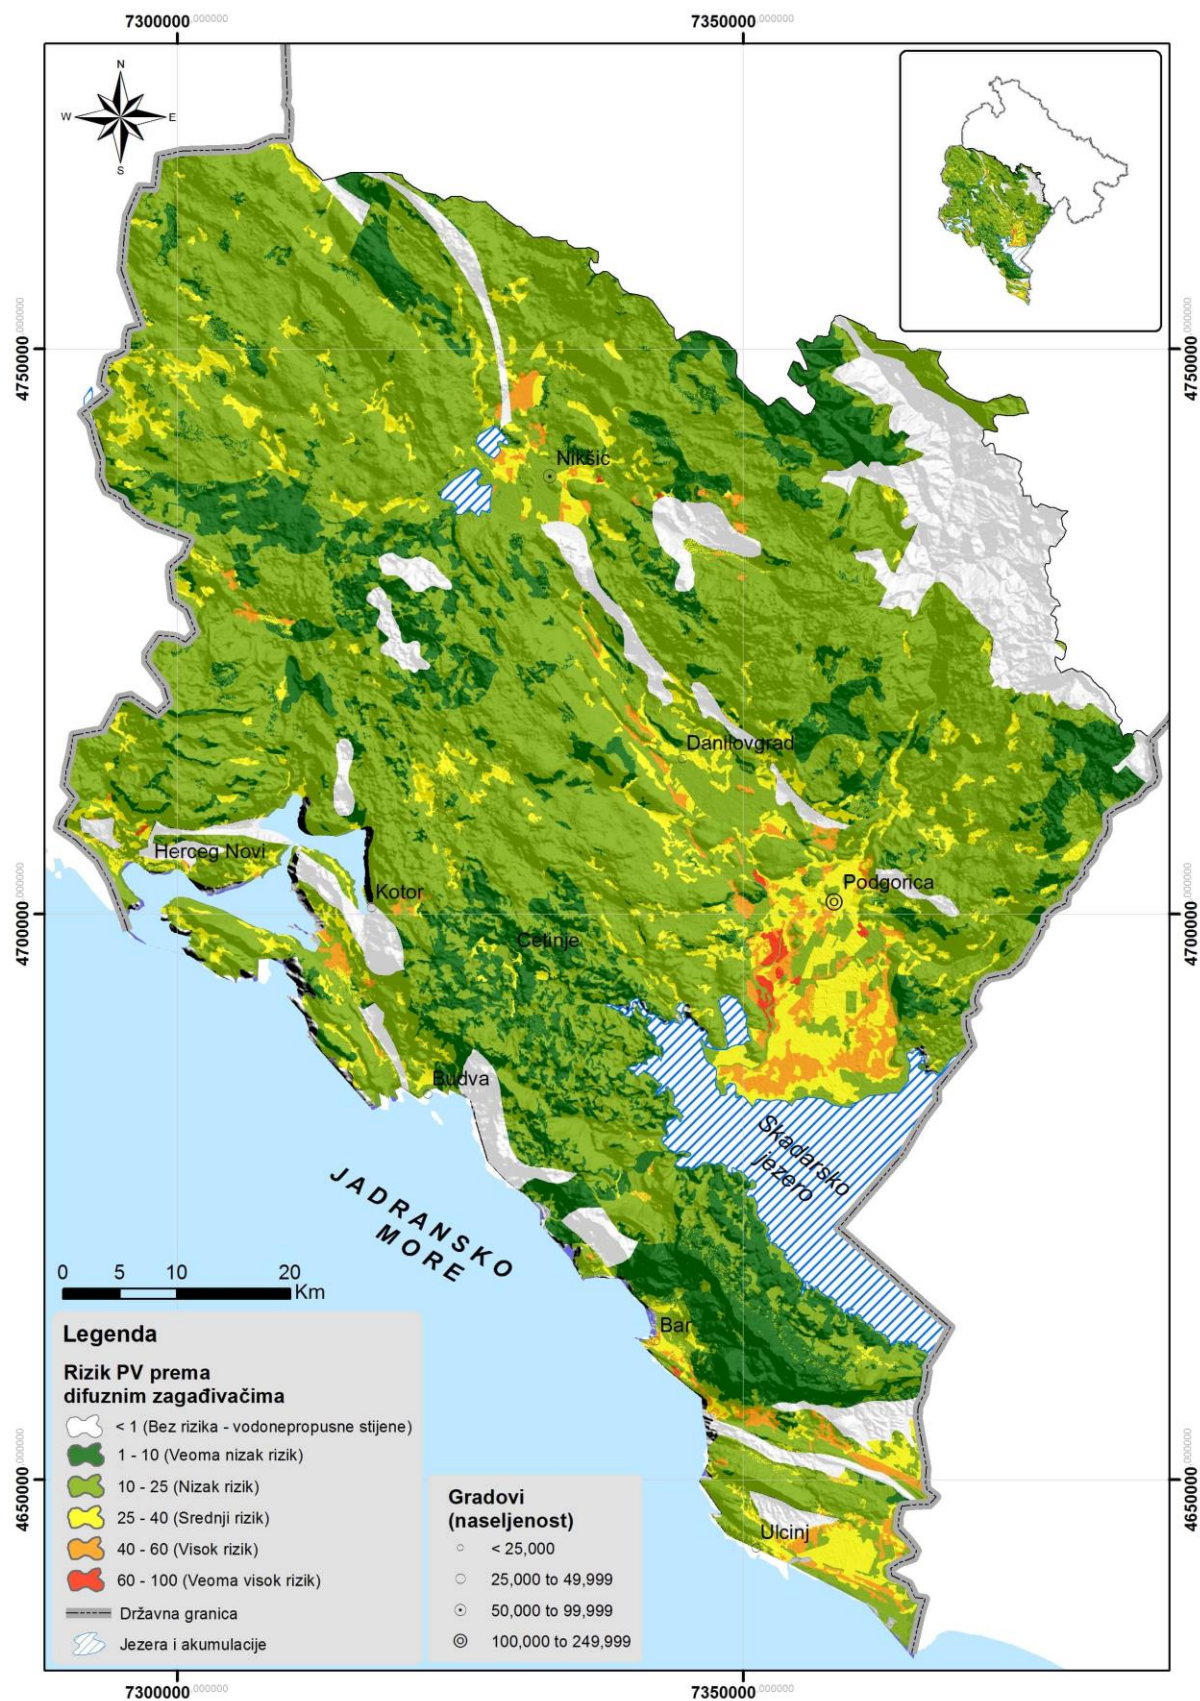 7300000.000000
7350000.000000
N
W
E
S
4750000.000000
4750000.000000
Nikšić
Danilovgrad
Herceg Novi
Kotor
Podgorica
4700000.000000
4700000.000000
Cetinje
Budva
Skadarsko
jezero
JADRANSKO
MORE
0 5 10 20
Km
Bar
Legenda
Rizik PV prema
difuznim zagađivačima
< 1 (Bez rizika - vodonepropusne stijene)
1 - 10 (Veoma nizak rizik)
10 - 25 (Nizak rizik)
25 - 40 (Srednji rizik)
40 - 60 (Visok rizik)
60 - 100 (Veoma visok rizik)
Državna granica
Jezera i akumulacije
Gradovi
(naseljenost)
< 25,000
25,000 to 49,999
50,000 to 99,999
100,000 to 249,999
4650000.000000
4650000.000000
Ulcinj
7300000.000000
7350000.000000